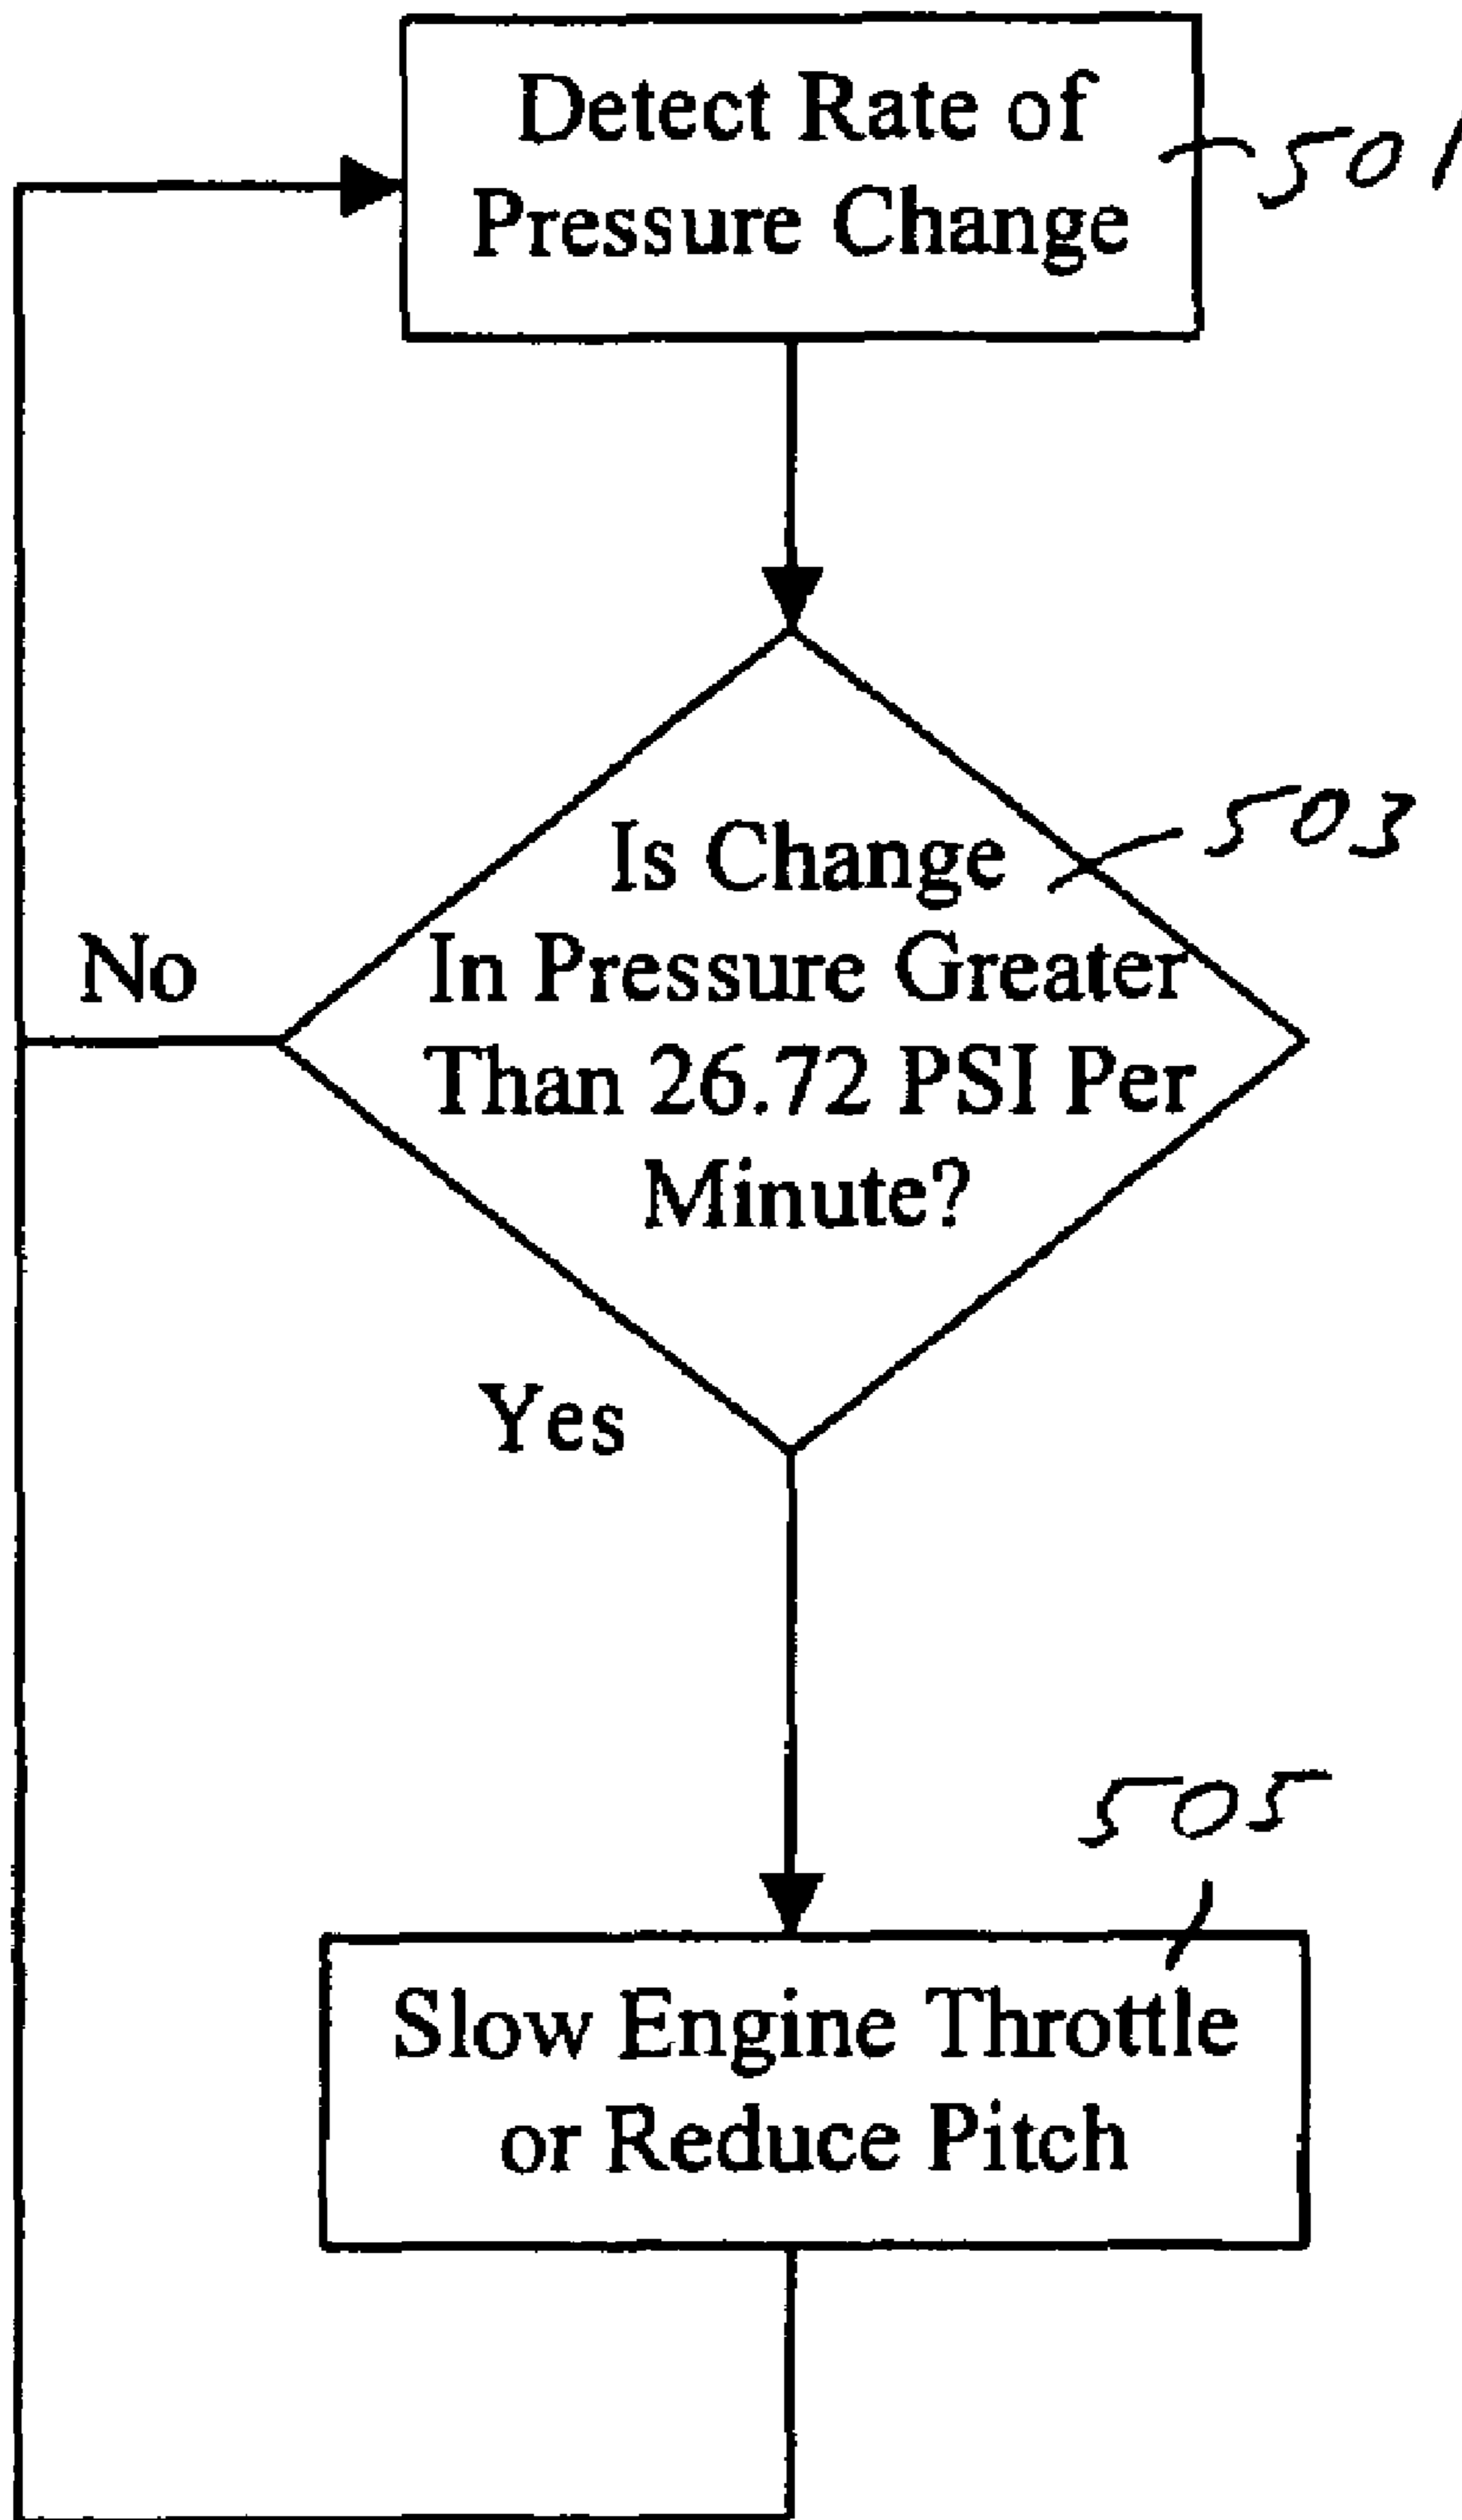 Detect Rate of
Pressure Change
501
Is Change
In Pressure Greater
Than 26.72 PSI Per
Minute?
503
No
Yes
505
Slow Engine Throttle
or Reduce Pitch